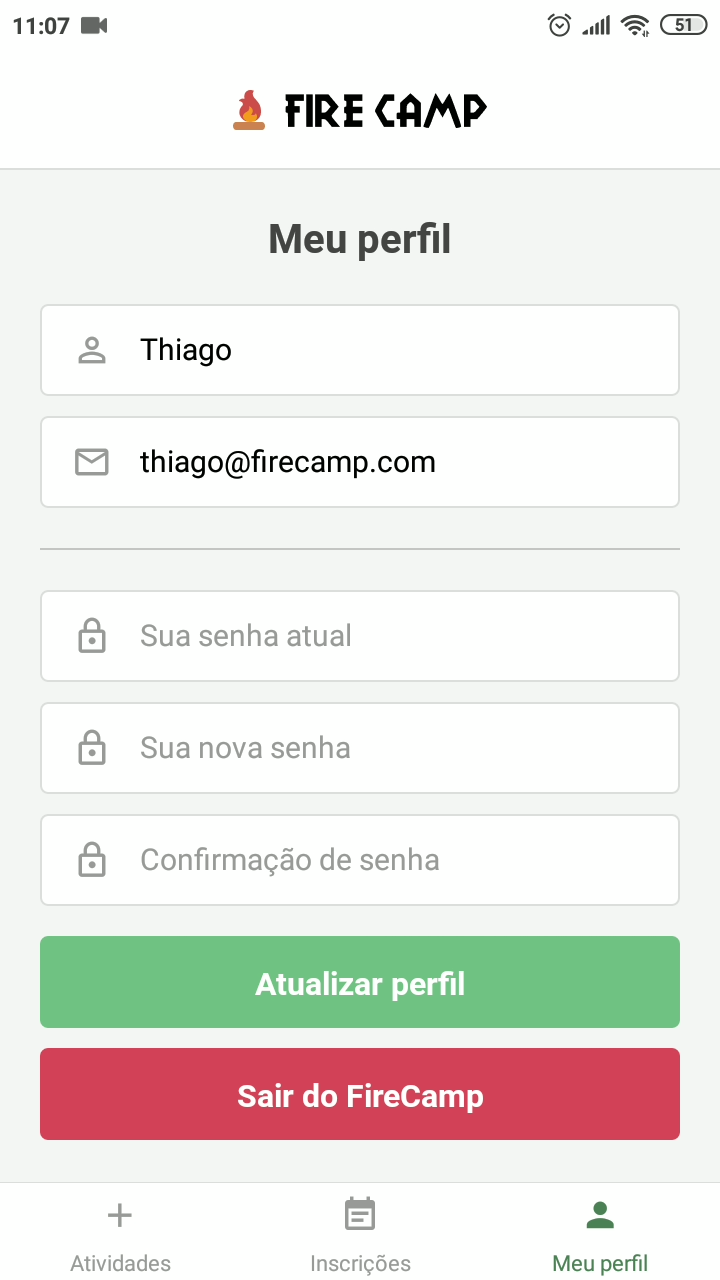 11:07 51
FIRE CAMP
Meu perfil
Thiago
thiago@firecamp.com
Sua senha atual
Sua nova senha
Confirmação de senha
Atualizar perfil
Sair do FireCamp
Atividades Inscrições Meu perfil